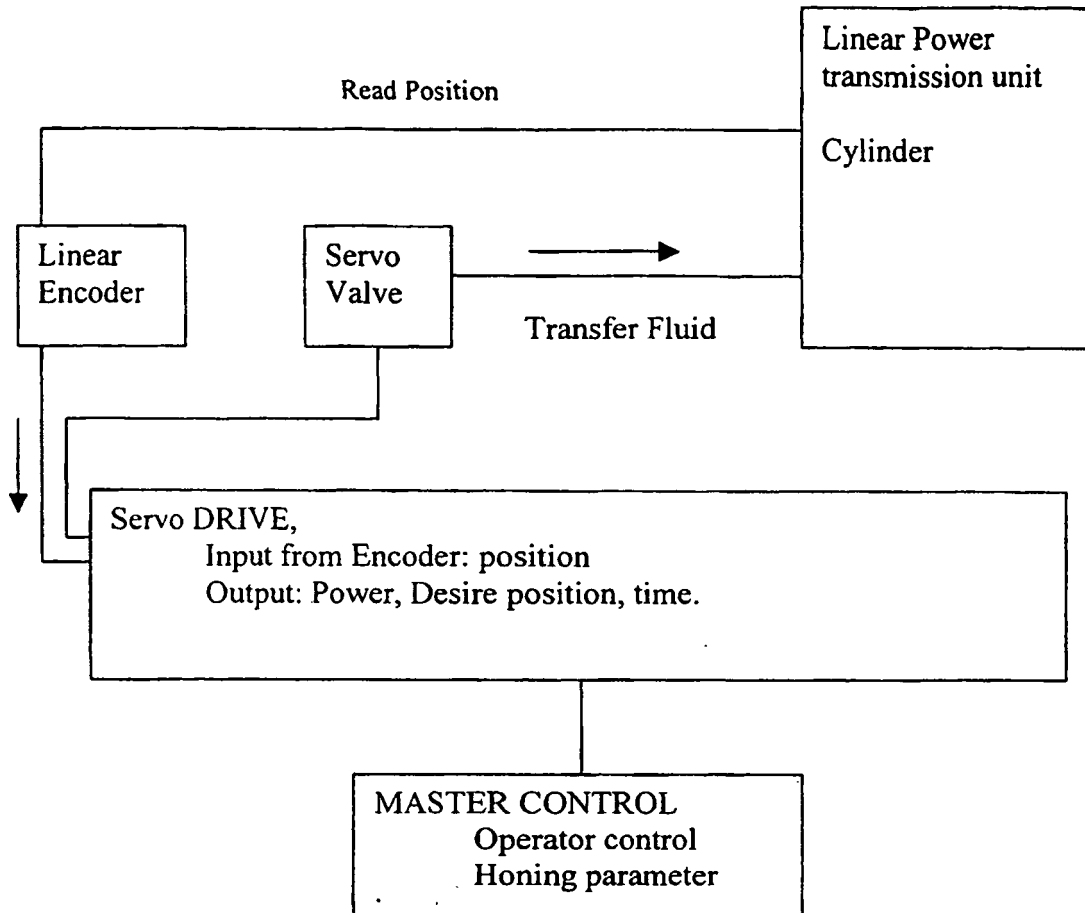 Linear Power
transmission unit
Cylinder
Read Position
Linear
Encoder
Servo
Valve
Transfer Fluid
Servo DRIVE,
Input from Encoder: position
Output: Power, Desire position, time.
MASTER CONTROL
Operator control
Honing parameter